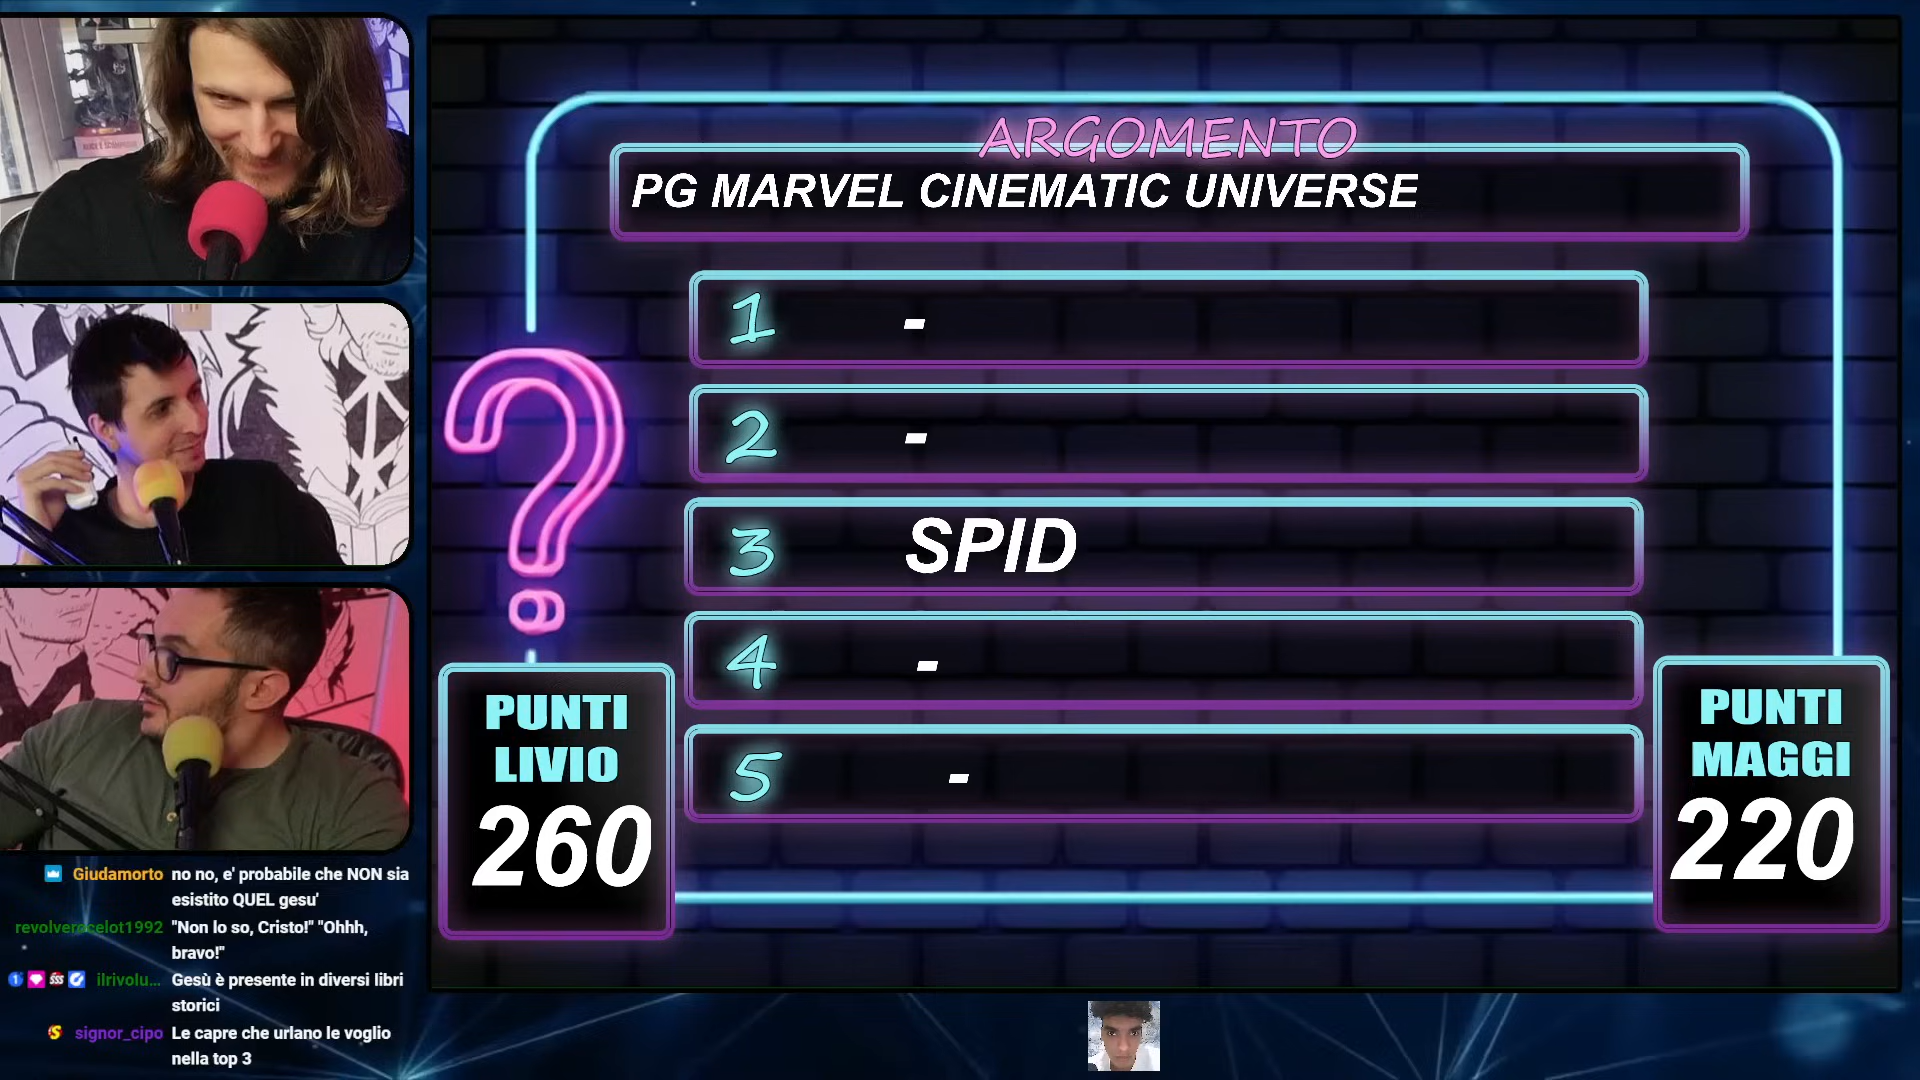 ARGOMENTO
PG MARVEL CINEMATIC UNIVERSE
1 -
2 -
3 SPID
4 -
5 -
PUNTI
LIVIO
260
PUNTI
MAGGI
220
Giudamorto no no, e' probabile che NON sia
esistito QUEL gesu'
revolverocelot1992 "Non lo so, Cristo!" "Ohhh,
bravo!"
ilrivolu... Gesù è presente in diversi libri
storici
signor_cipo Le capre che urlano le voglio
nella top 3